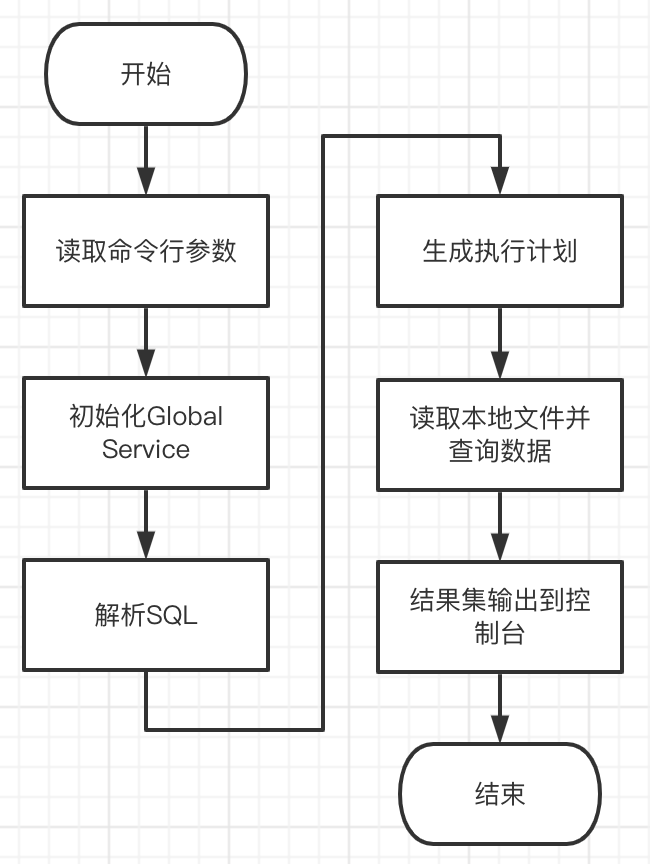 开始
读取命令行参数
初始化Global
Service
解析SQL
生成执行计划
读取本地文件并
查询数据
结果集输出到控
制台
结束